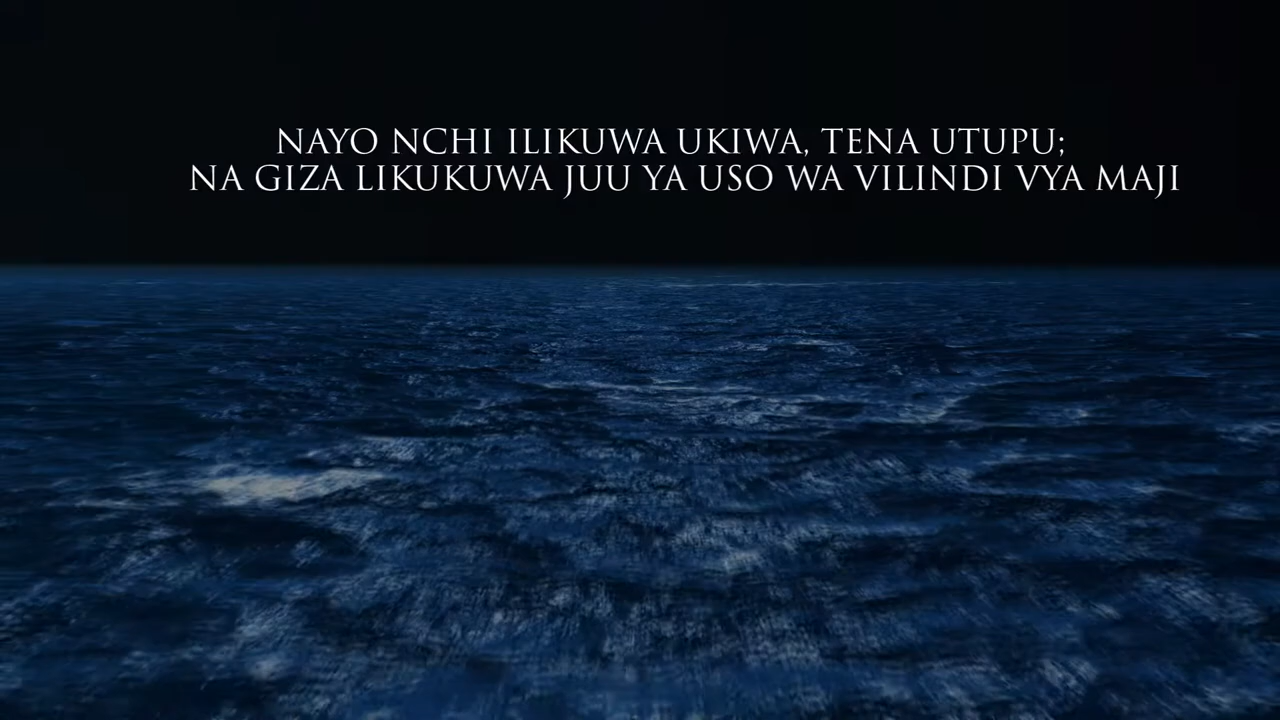 NAYO NCHI ILIKUWA UKIWA, TENA UTUPU;
NA GIZA LIKUKUWA JUU YA USO WA VILINDI VYA MAJI